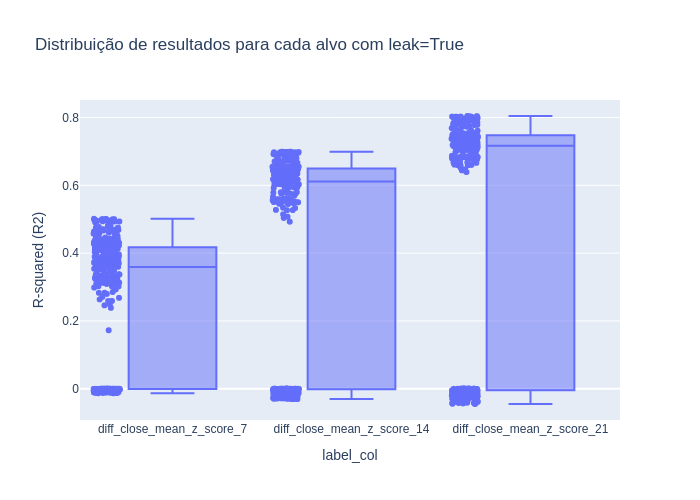 Distribuição de resultados para cada alvo com leak=True
R-squared (R2)
0.8
0.6
0.4
0.2
0
diff_close_mean_z_score_7
diff_close_mean_z_score_14
diff_close_mean_z_score_21
label_col